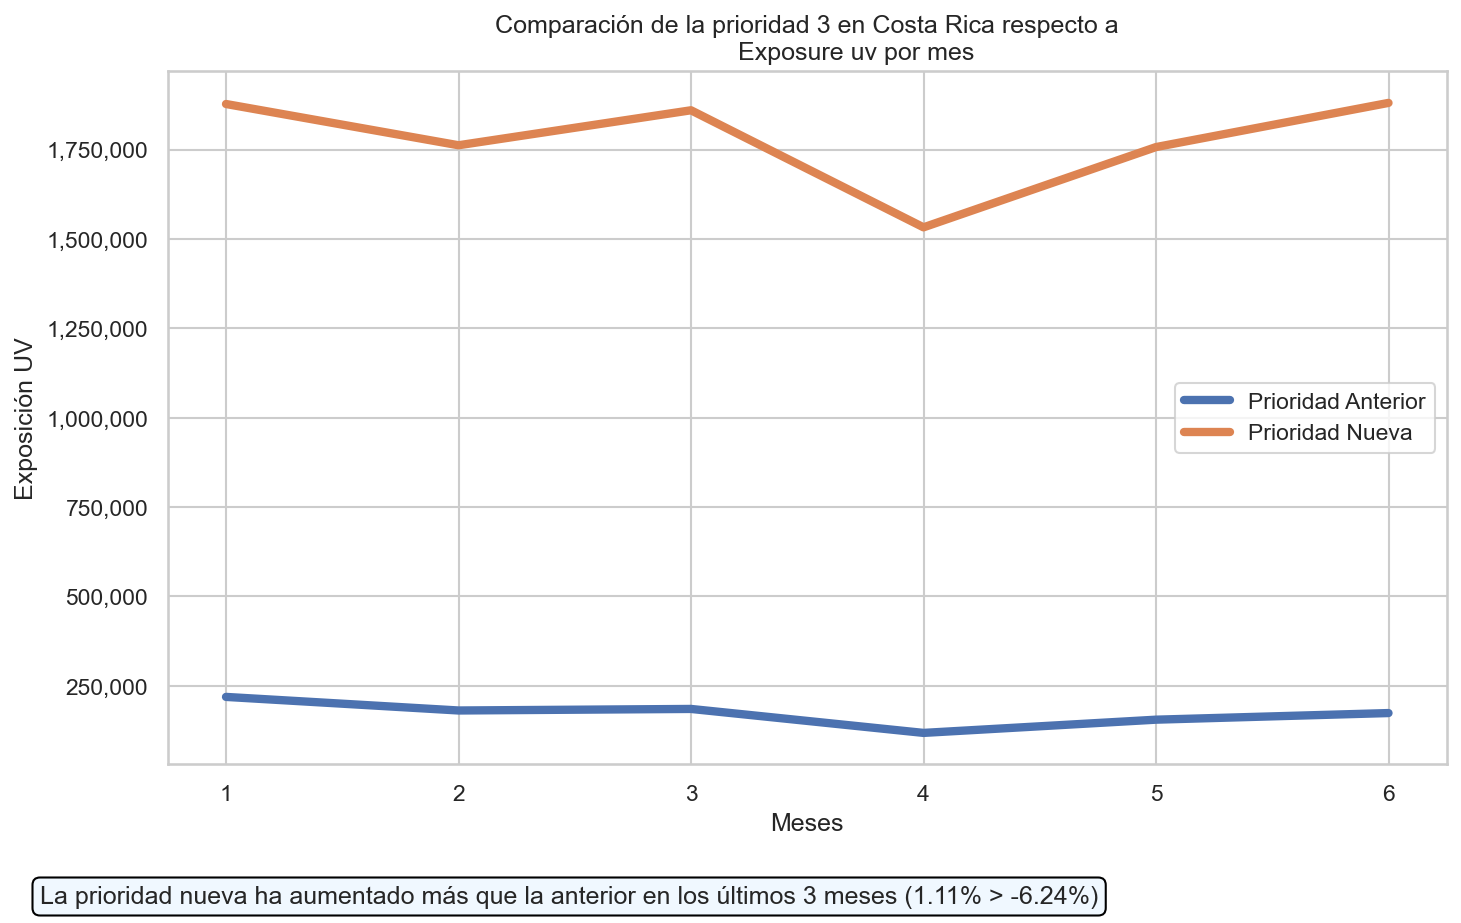 Comparación de la prioridad 3 en Costa Rica respecto a
Exposure uv por mes
1,750,000
1,500,000
1,250,000
1,000,000
750,000
500,000
250,000
Exposición UV
Prioridad Anterior
Prioridad Nueva
1 2 3 4 5 6
Meses
La prioridad nueva ha aumentado más que la anterior en los últimos 3 meses (1.11% > -6.24%)